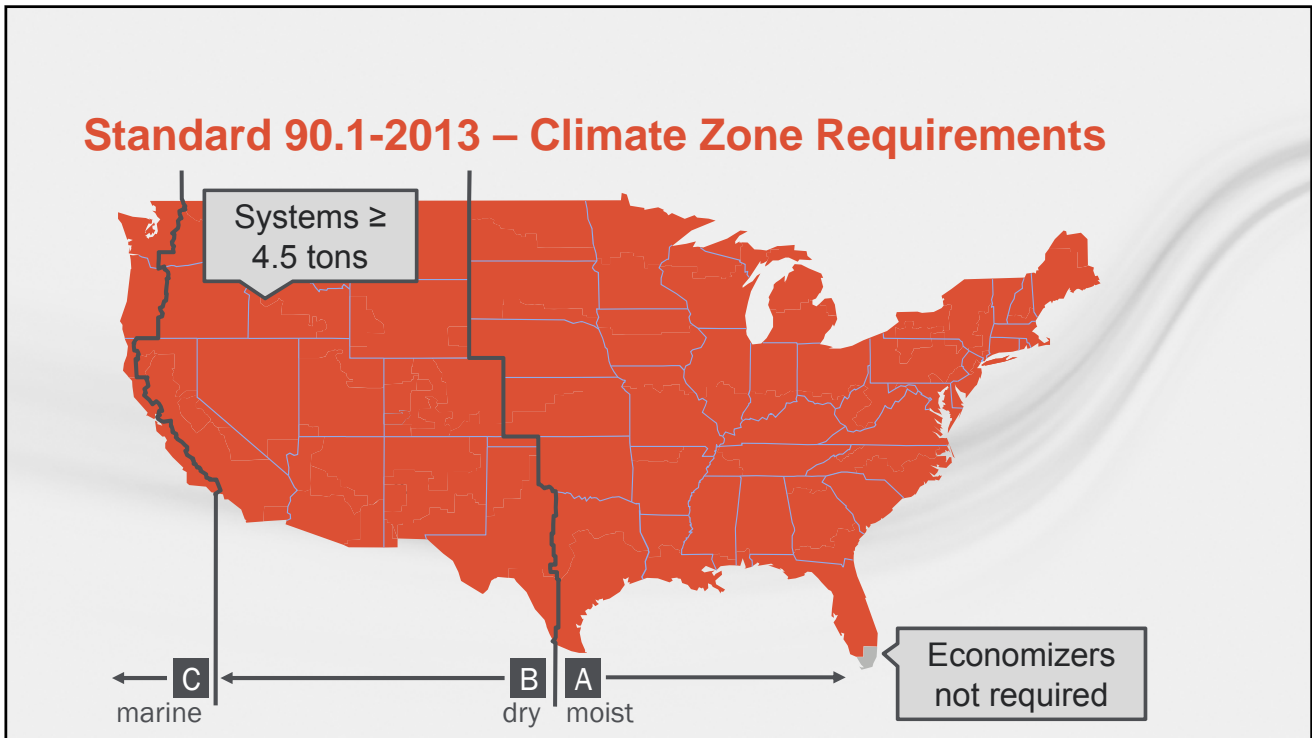 Standard 90.1-2013 – Climate Zone Requirements
Systems ≥
4.5 tons
Economizers
not required
C
B
A
marine
dry
moist